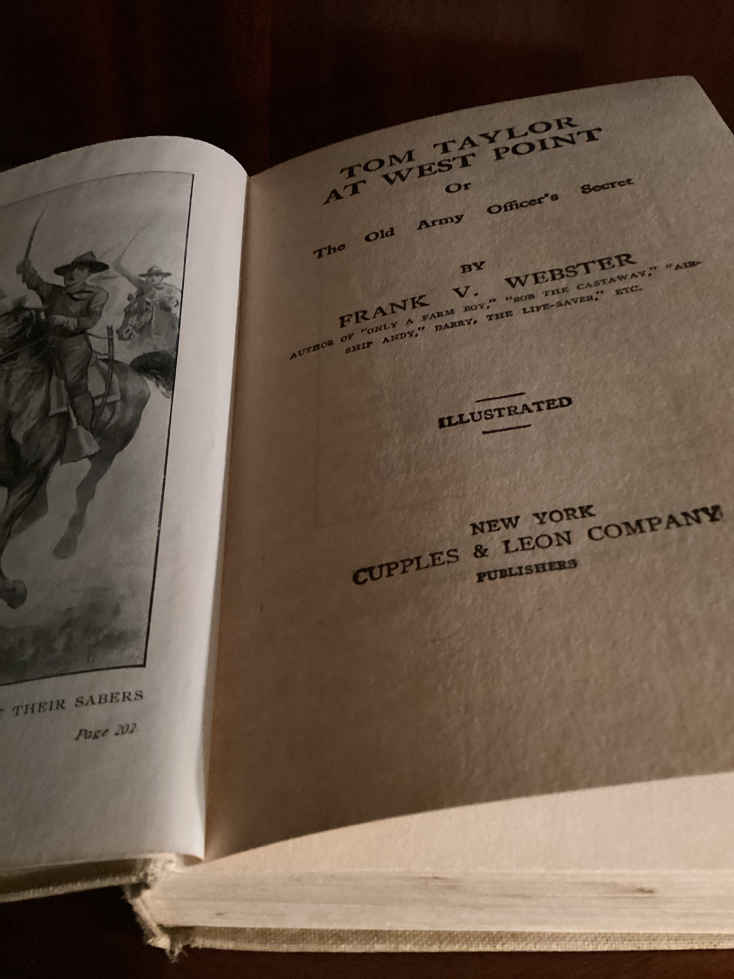 THEIR SABERS
Page 202
TOM TAYLOR
AT WEST POINT
Or
The Old Army Officer's Secret
BY
FRANK V. WEBSTER
AUTHOR OF "ONLY A FARM BOY," "BOB THE CASTAWAY," "AIR-
SHIP ANDY," DARRY, THE LIFE-SAVER," ETC.
ILLUSTRATED
NEW YORK
CUPPLES & LEON COMPANY
PUBLISHERS